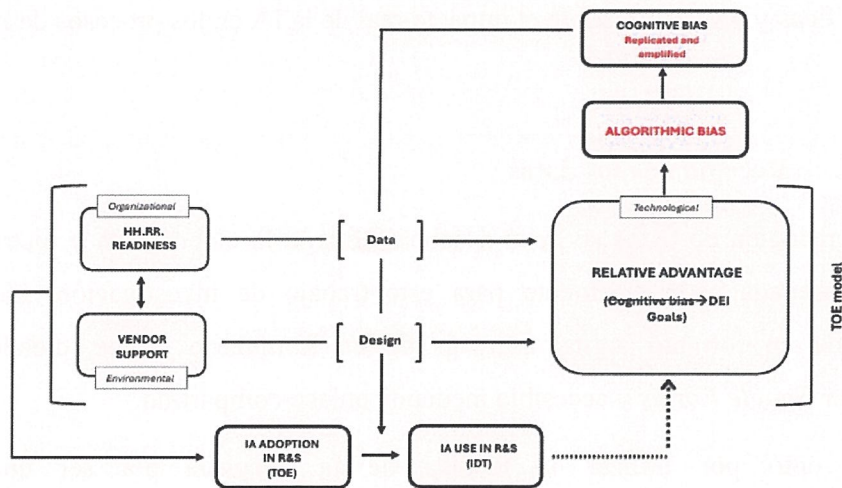 COGNITIVE BIAS
Replicated and
amplified
ALGORITHMIC BIAS
Organizational
HH.RR.
READINESS
VENDOR
SUPPORT
Environmental
Data
Design
Technological
RELATIVE ADVANTAGE
(Cognitive bias→DEI
Goals)
TOE model
IA ADOPTION
IN R&S
(TOE)
IA USE IN R&S
(IDT)